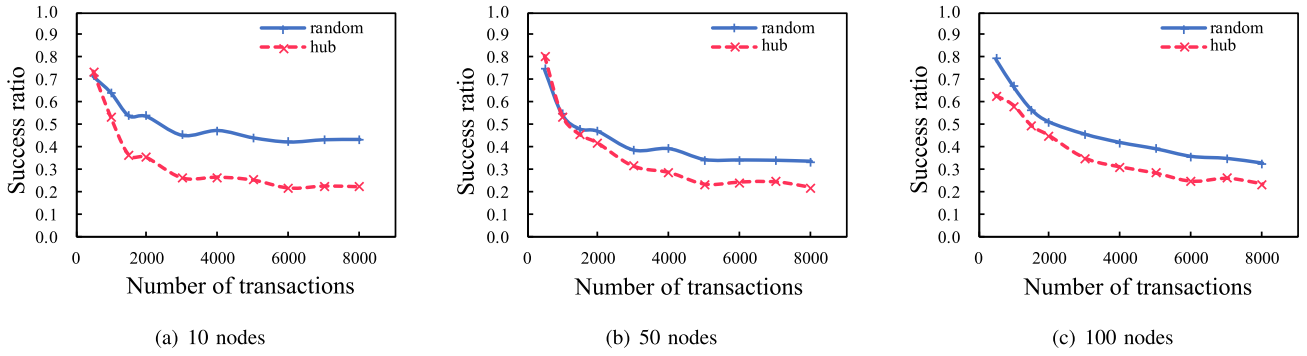 1.0
0.9
0.8
0.7
0.6
0.5
0.4
0.3
0.2
0.1
0.0
Success ratio
random
hub
0 2000 4000 6000 8000
Number of transactions
(a) 10 nodes
1.0
0.9
0.8
0.7
0.6
0.5
0.4
0.3
0.2
0.1
0.0
Success ratio
random
hub
0 2000 4000 6000 8000
Number of transactions
(b) 50 nodes
1.0
0.9
0.8
0.7
0.6
0.5
0.4
0.3
0.2
0.1
0.0
Success ratio
random
hub
0 2000 4000 6000 8000
Number of transactions
(c) 100 nodes